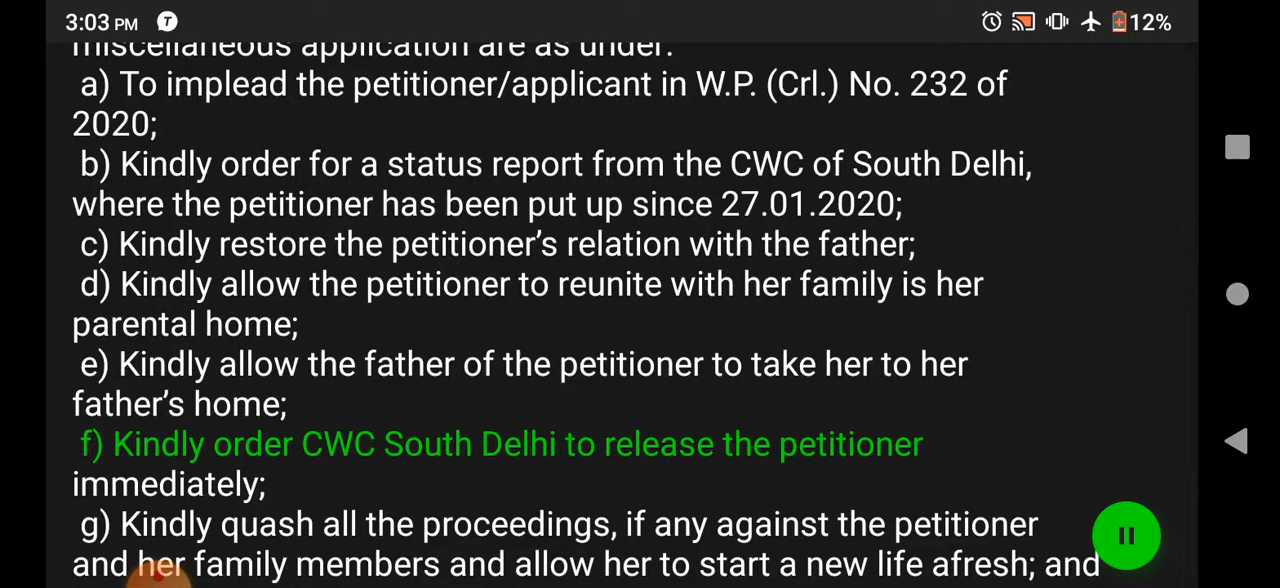 3:03 PM T 12%
miscellaneous application are as under:
a) To implead the petitioner/applicant in W.P. (Crl.) No. 232 of
2020;
b) Kindly order for a status report from the CWC of South Delhi,
where the petitioner has been put up since 27.01.2020;
c) Kindly restore the petitioner’s relation with the father;
d) Kindly allow the petitioner to reunite with her family is her
parental home;
e) Kindly allow the father of the petitioner to take her to her
father’s home;
f) Kindly order CWC South Delhi to release the petitioner
immediately;
g) Kindly quash all the proceedings, if any against the petitioner
and her family members and allow her to start a new life afresh; and